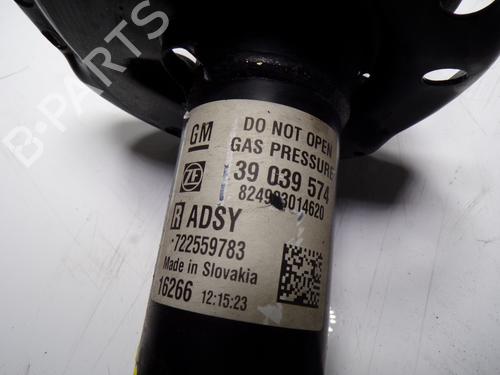 B-PARTS
GM
DO NOT OPEN
GAS PRESSURE
ZF
39 039 574
824903014620
R ADSY
722559783
Made in Slovakia
16266 12:15:23